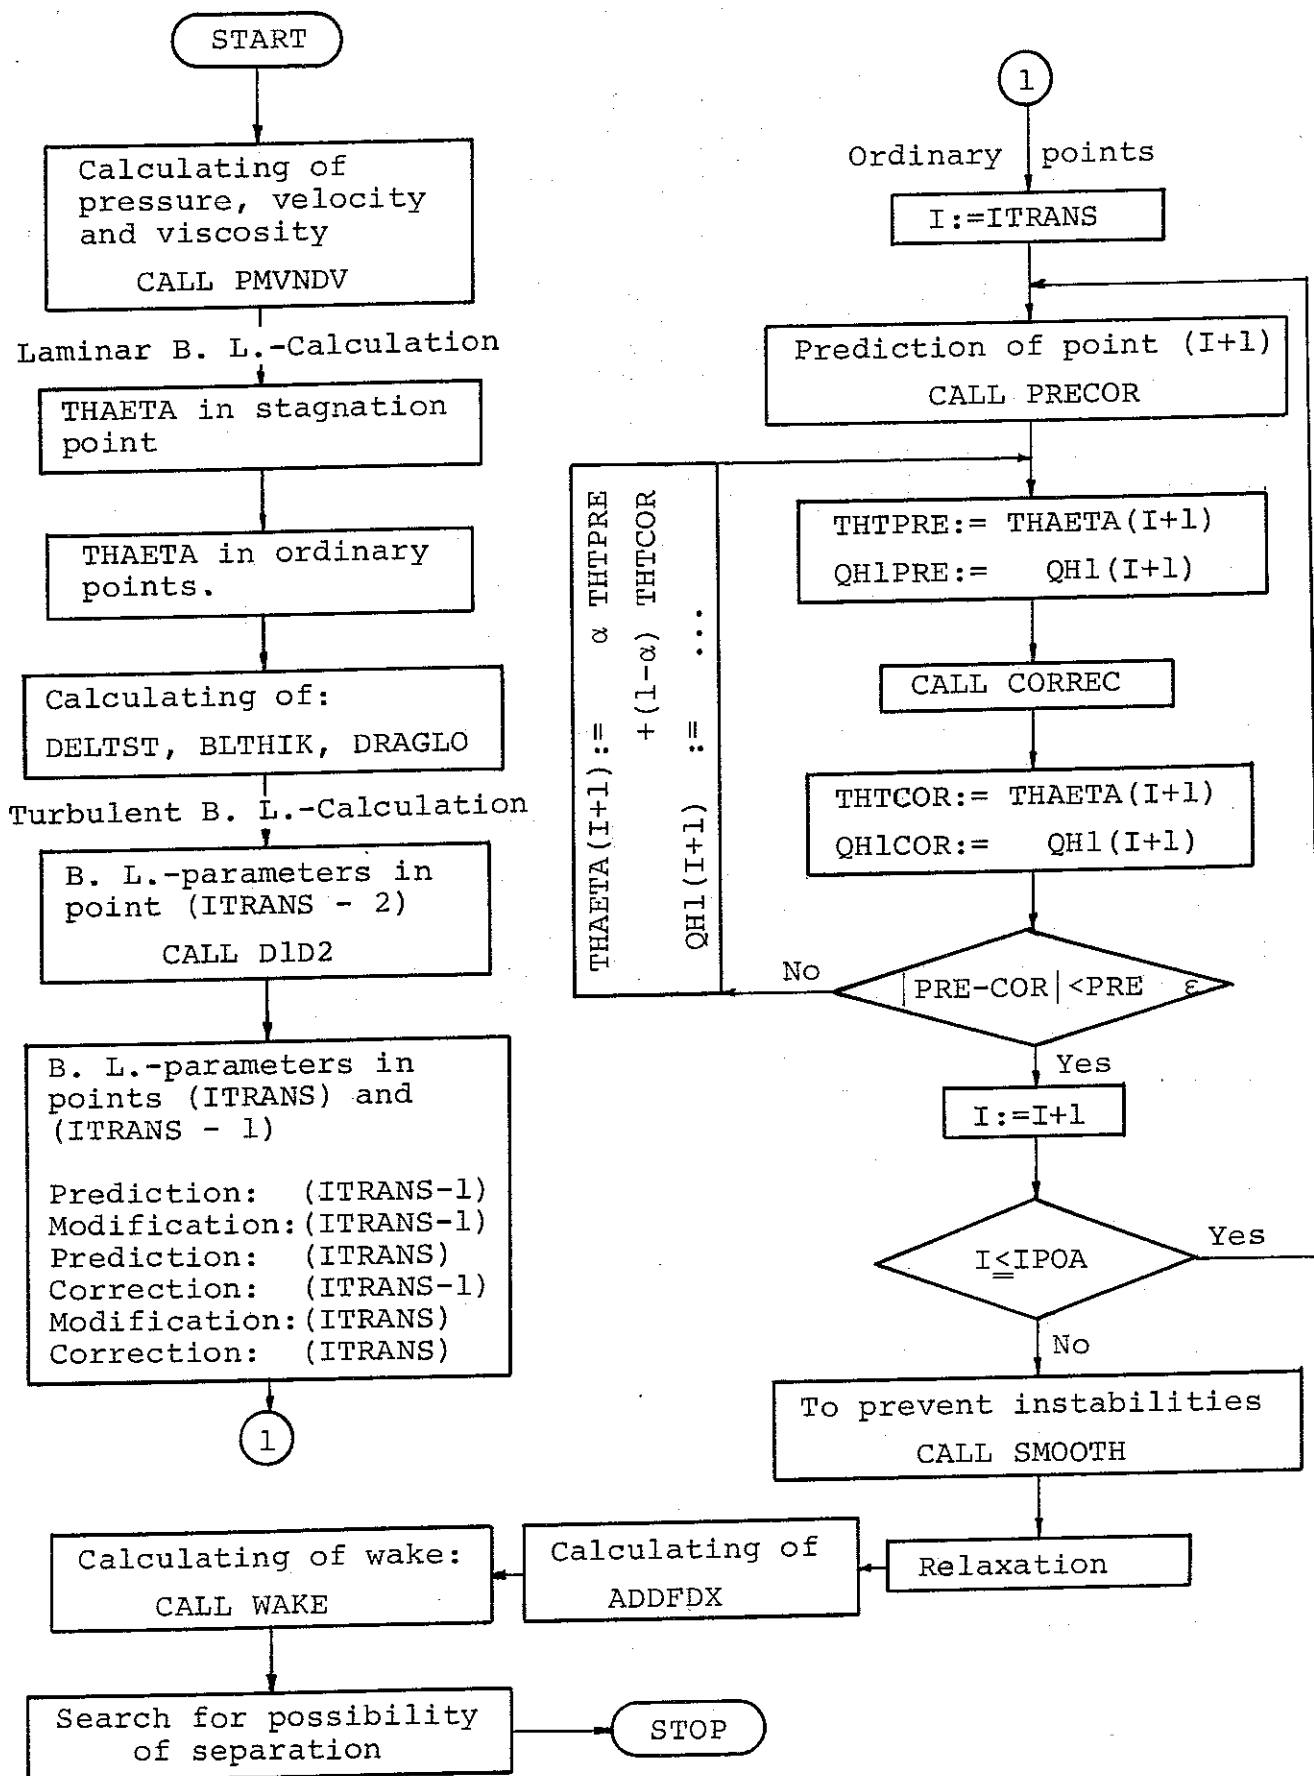 START
Calculating of
pressure, velocity
and viscosity
CALL PMVNDV
Laminar B. L.-Calculation
THAETA in stagnation
point
THAETA in ordinary
points.
Calculating of:
DELTST, BLTHIK, DRAGLO
Turbulent B. L.-Calculation
B. L.-parameters in
point (ITRANS - 2)
CALL D1D2
B. L.-parameters in
points (ITRANS) and
(ITRANS - 1)
Prediction: (ITRANS-1)
Modification: (ITRANS-1)
Prediction: (ITRANS)
Correction: (ITRANS-1)
Modification: (ITRANS)
Correction: (ITRANS)
1
1
Ordinary points
I:=ITRANS
Prediction of point (I+1)
CALL PRECOR
THTPRE:= THAETA(I+1)
QH1PRE:= QH1(I+1)
CALL CORREC
THTCOR:= THAETA(I+1)
QH1COR:= QH1(I+1)
|PRE-COR|<PRE ε
No
THAETA(I+1):= α THTPRE
+(1-α) THTCOR
QH1(I+1) := ...
Yes
I:=I+1
I≦IPOA
Yes
No
To prevent instabilities
CALL SMOOTH
Relaxation
Calculating of
ADDFDX
Calculating of wake:
CALL WAKE
Search for possibility
of separation
STOP